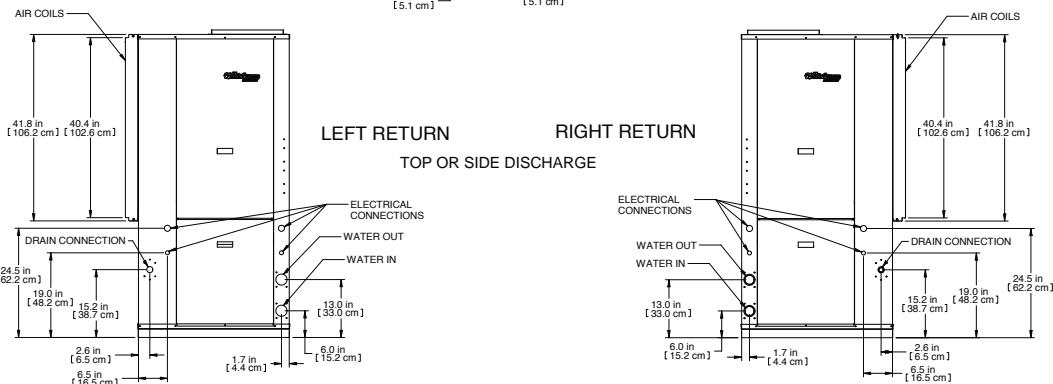 [ 5.1 cm ]
[ 5.1 cm ]
AIR COILS
AIR COILS
41.8 in
[ 106.2 cm ]
40.4 in
[ 102.6 cm ]
40.4 in
[ 102.6 cm ]
41.8 in
[ 106.2 cm ]
LEFT RETURN
RIGHT RETURN
TOP OR SIDE DISCHARGE
ELECTRICAL
CONNECTIONS
ELECTRICAL
CONNECTIONS
DRAIN CONNECTION
WATER OUT
WATER OUT
DRAIN CONNECTION
WATER IN
WATER IN
24.5 in
[ 62.2 cm ]
19.0 in
[ 48.2 cm ]
15.2 in
[ 38.7 cm ]
13.0 in
[ 33.0 cm ]
13.0 in
[ 33.0 cm ]
15.2 in
[ 38.7 cm ]
19.0 in
[ 48.2 cm ]
24.5 in
[ 62.2 cm ]
2.6 in
[ 6.5 cm ]
6.5 in
[ 16.5 cm ]
1.7 in
[ 4.4 cm ]
6.0 in
[ 15.2 cm ]
6.0 in
[ 15.2 cm ]
1.7 in
[ 4.4 cm ]
2.6 in
[ 6.5 cm ]
6.5 in
[ 16.5 cm ]